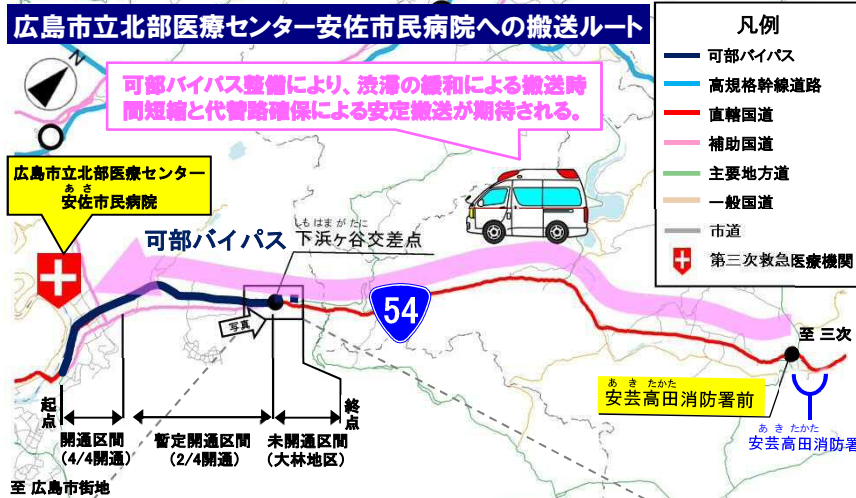 広島市立北部医療センター安佐市民病院への搬送ルート
N
可部バイパス整備により、渋滞の緩和による搬送時
間短縮と代替路確保による安定搬送が期待される。
凡例
可部バイパス
高規格幹線道路
直轄国道
補助国道
主要地方道
一般国道
市道
第三次救急医療機関
広島市立北部医療センター
あさ
安佐市民病院
可部バイパス
しもはまがたに
下浜ヶ谷交差点
54
写真
至 三次
あき たかた
安芸高田消防署前
あき たかた
安芸高田消防署
起点
終点
開通区間
(4/4開通)
暫定開通区間
(2/4開通)
未開通区間
(大林地区)
至 広島市街地